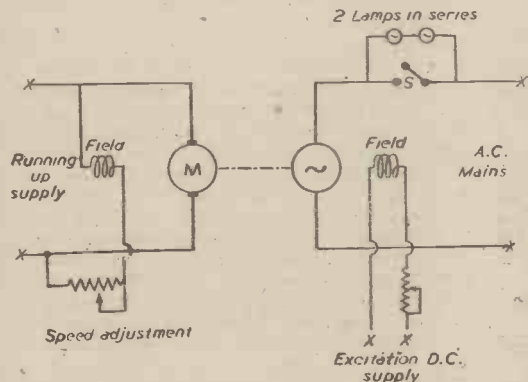 2 Lamps in series
S
Field
Running
up
supply
M
Field
A.C.
Mains
Speed adjustment
Excitation D.C.
supply